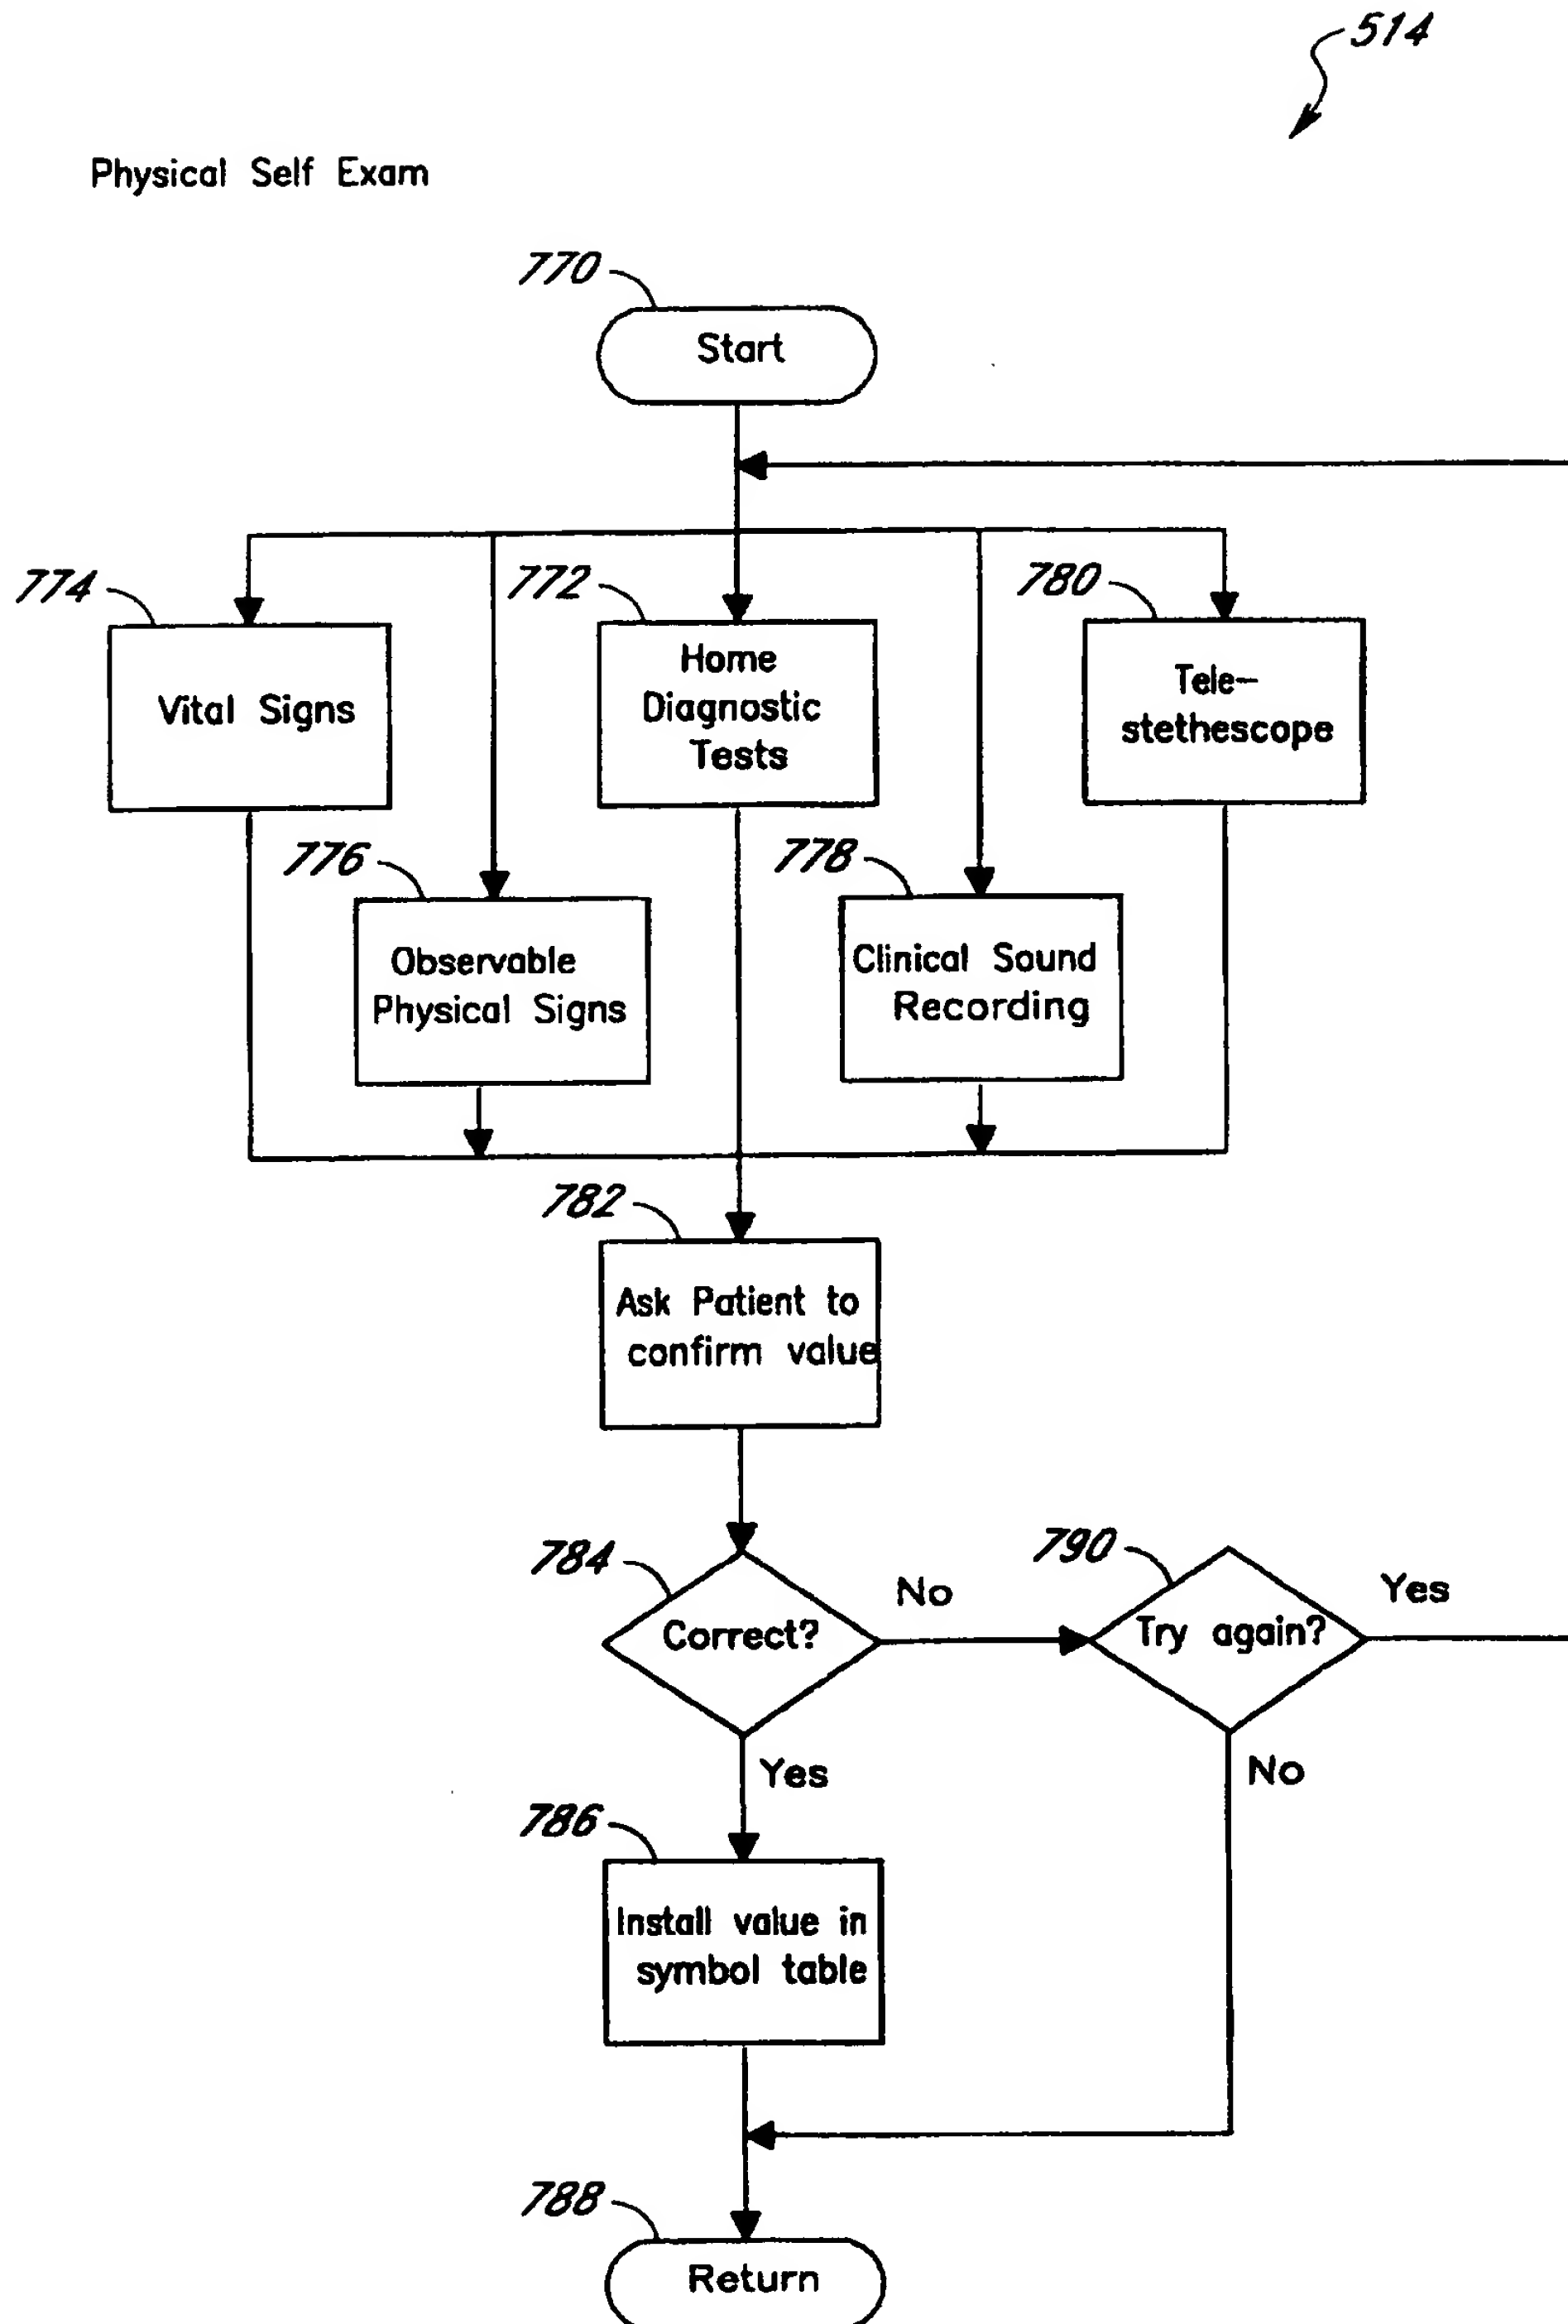 514
Physical Self Exam
770
Start
774
772
780
Vital Signs
Home
Diagnostic
Tests
Tele-
stethescope
776
778
Observable
Physical Signs
Clinical Sound
Recording
782
Ask Patient to
confirm value
784
Correct?
No
790
Try again?
Yes
Yes
No
786
Install value in
symbol table
788
Return